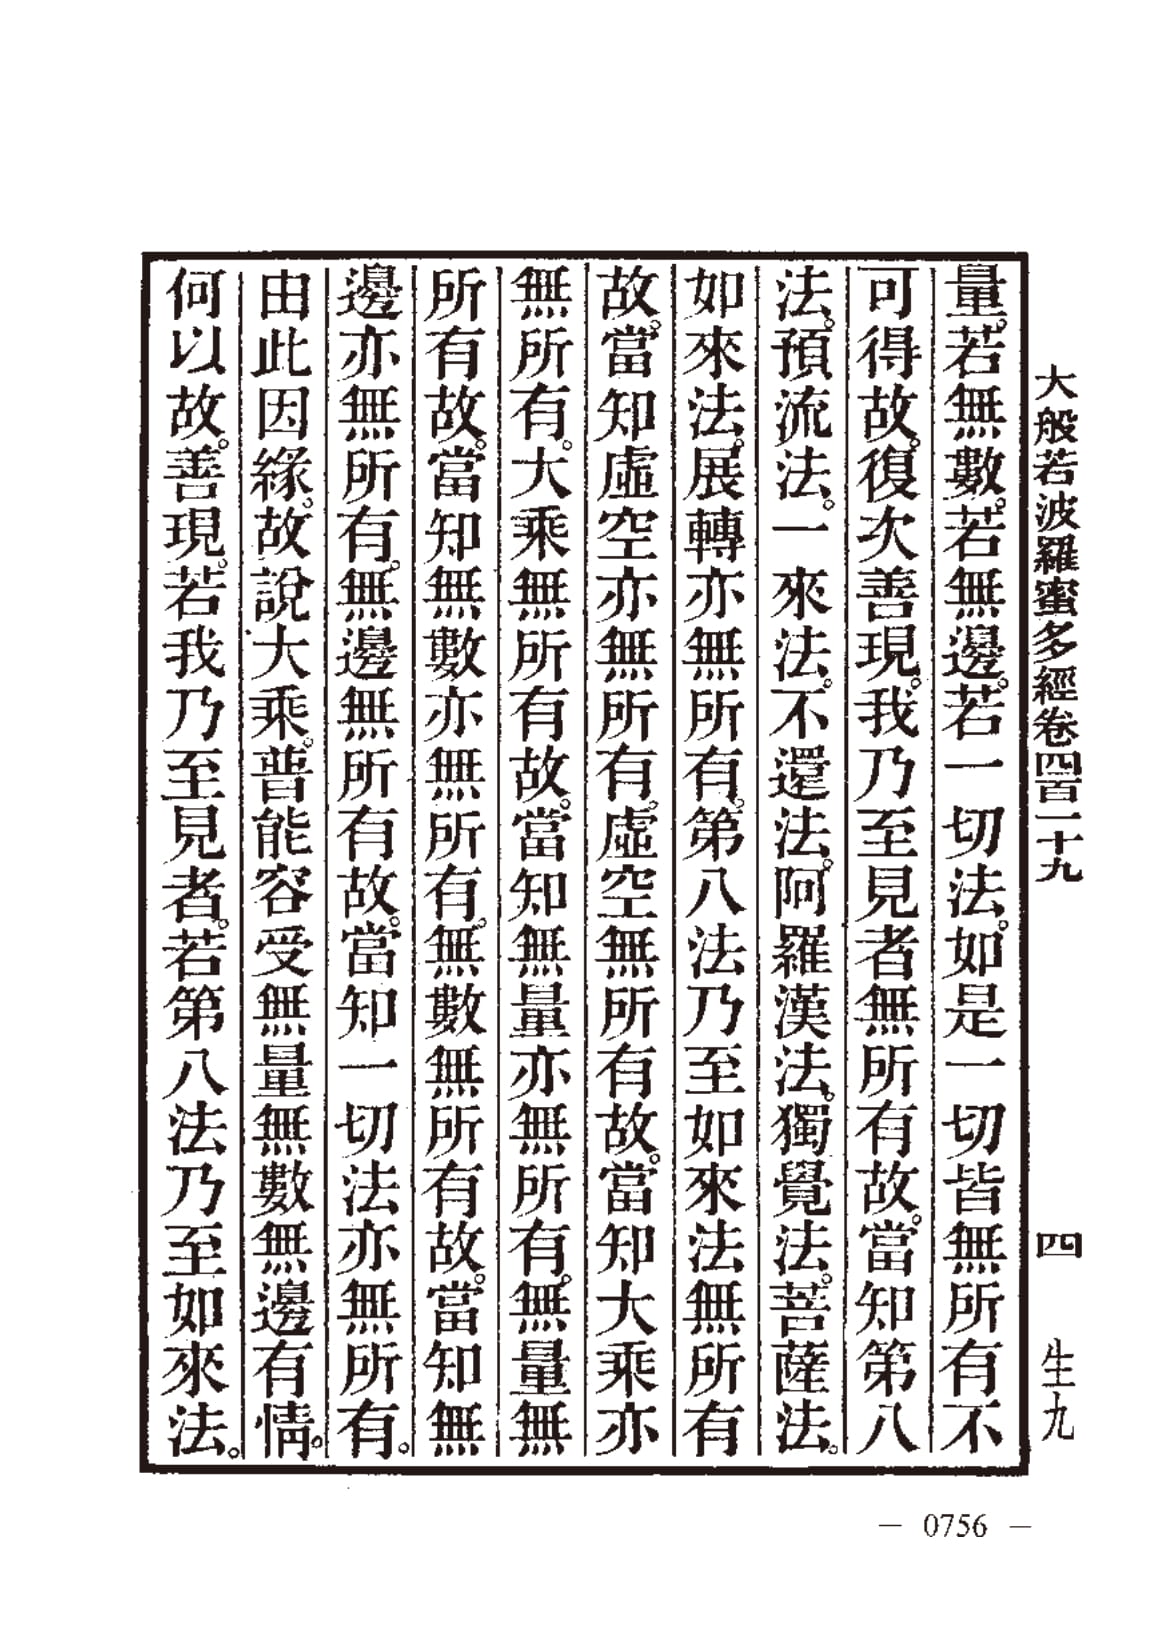 大般若波羅蜜多經卷四百一十九 四 生九
量。若無數。若無邊。若一切法。如是一切皆無所有不
可得故。復次善現。我乃至見者無所有故。當知第八
法。預流法。一來法。不還法。阿羅漢法。獨覺法。菩薩法。
如來法。展轉亦無所有。第八法乃至如來法無所有
故。當知虛空亦無所有。虛空無所有故。當知大乘亦
無所有。大乘無所有故。當知無量亦無所有。無量無
所有故。當知無數亦無所有。無數無所有故。當知無
邊亦無所有。無邊無所有故。當知一切法亦無所有。
由此因緣。故說大乘。普能容受無量無數無邊有情。
何以故。善現。若我乃至見者。若第八法乃至如來法。
— 0756 —